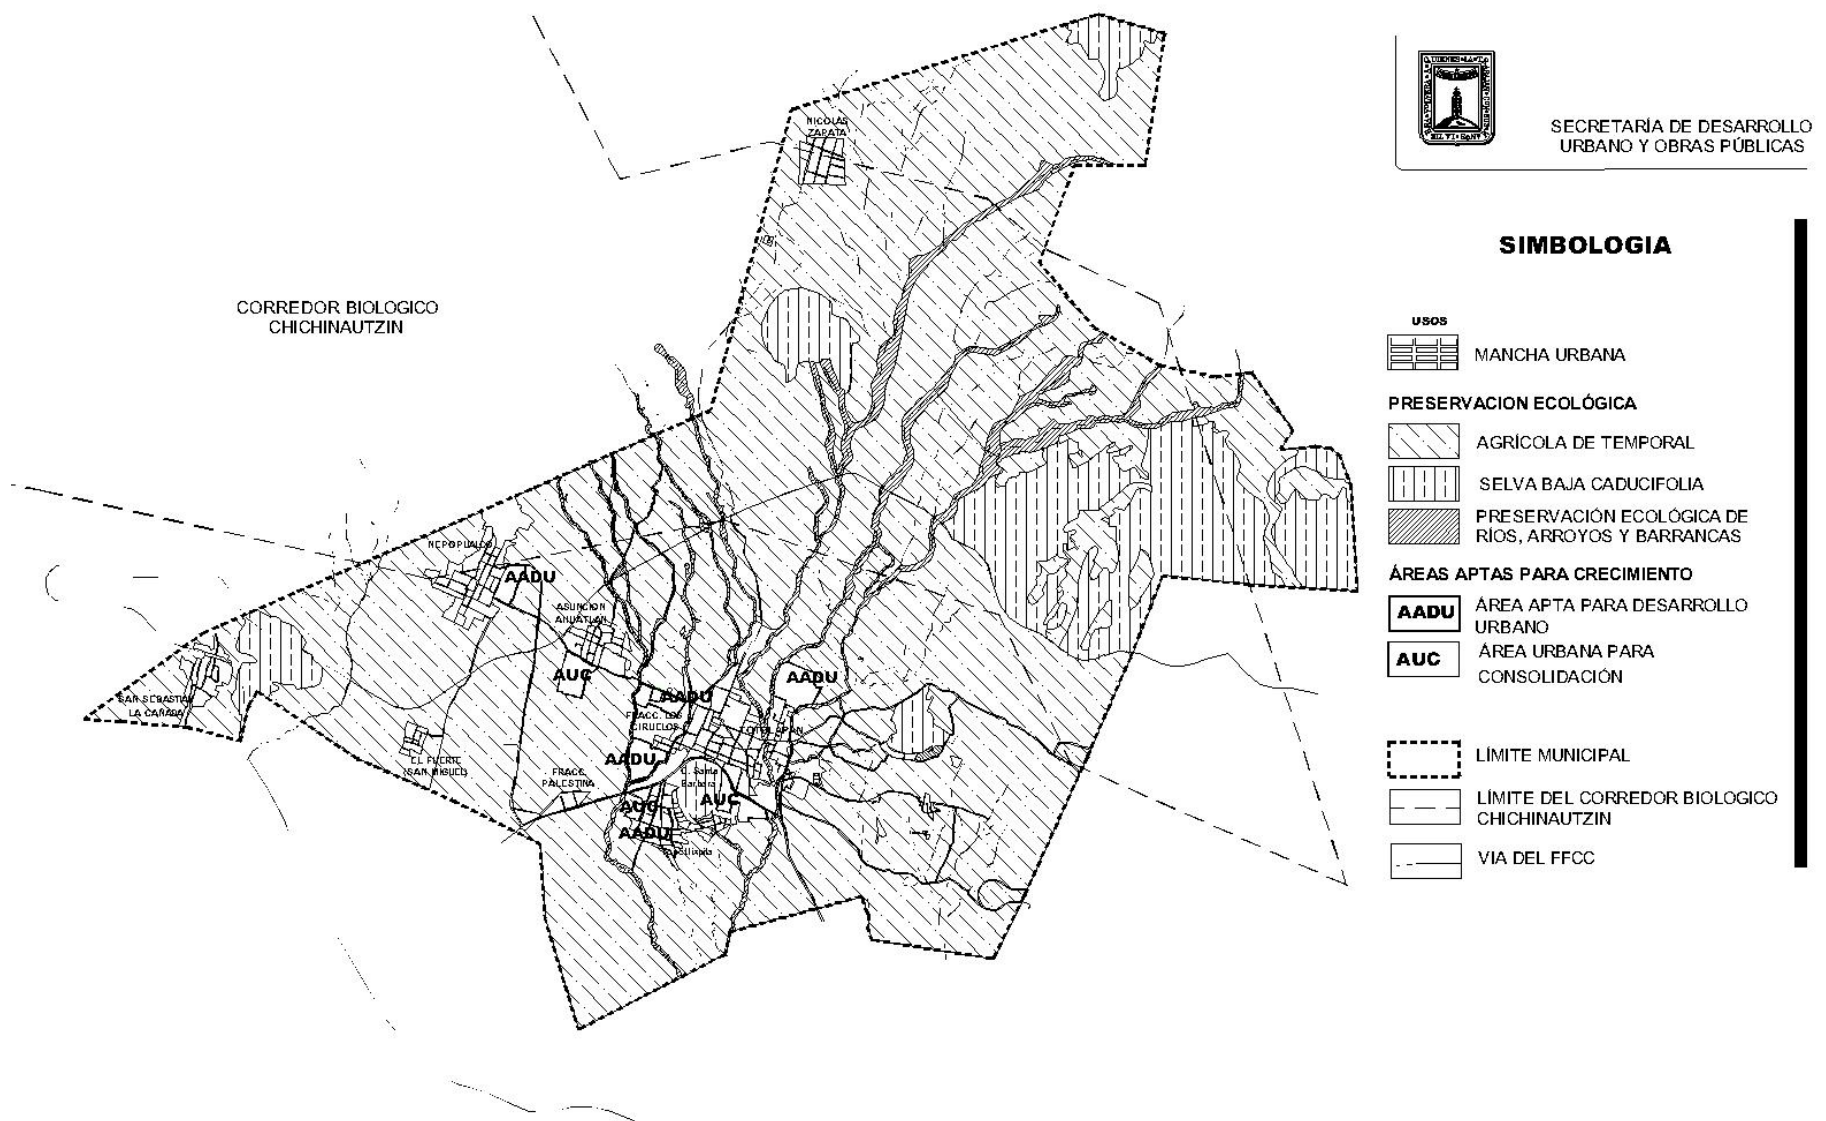 SECRETARÍA DE DESARROLLO
URBANO Y OBRAS PÚBLICAS
SIMBOLOGIA
USOS
MANCHA URBANA
PRESERVACION ECOLÓGICA
AGRÍCOLA DE TEMPORAL
SELVA BAJA CADUCIFOLIA
PRESERVACIÓN ECOLÓGICA DE
RÍOS, ARROYOS Y BARRANCAS
ÁREAS APTAS PARA CRECIMIENTO
AADU
ÁREA APTA PARA DESARROLLO
URBANO
AUC
ÁREA URBANA PARA
CONSOLIDACIÓN
LÍMITE MUNICIPAL
LÍMITE DEL CORREDOR BIOLOGICO
CHICHINAUTZIN
VIA DEL FFCC
NICOLAS
ZAPATA
CORREDOR BIOLOGICO
CHICHINAUTZIN
NEPOPUALCO
AADU
ASUNCION
AHUATLAN
AUC
AADU
AADU
SAN SEBASTIAN
LA CAÑADA
FRACC. LOS
CIRUELOS
TOTOLAPAN
EL FUERTE
(SAN MIGUEL)
AADU
FRACC.
PALESTINA
C. Santa
Barbara
AUC
AUC
AADU